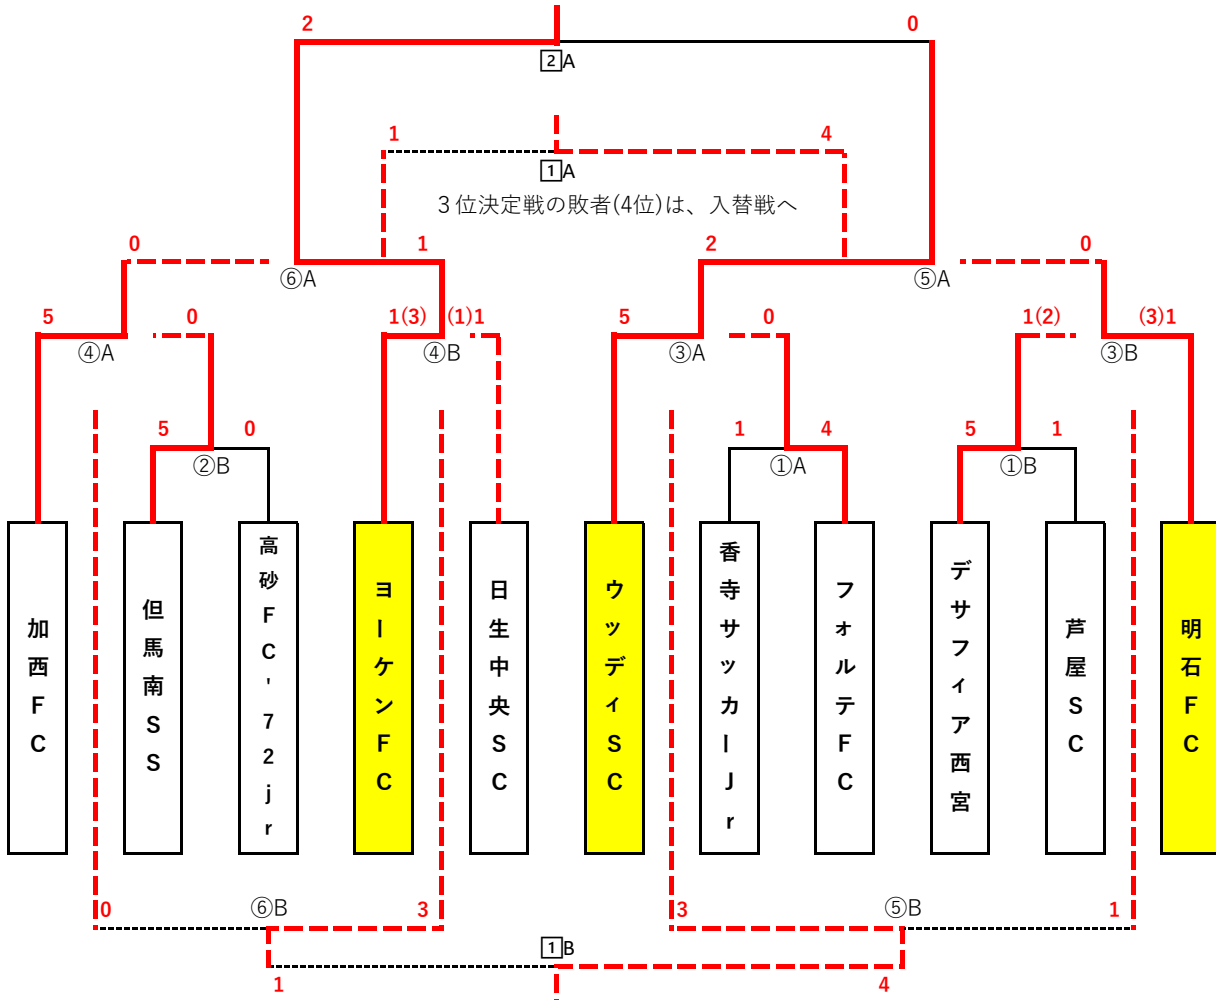 2 0
2A
1 4
1A
３位決定戦の敗者(4位)は、入替戦へ
0 1 2 0
⑥A ⑤A
5 0 1(3) (1)1 5 0 1(2) (3)1
④A ④B ③A ③B
5 0 1 4 5 1
②B ①A ①B
加西FC
但馬南SS
高砂FC'72jr
ヨーケンFC
日生中央SC
ウッディSC
香寺サッカーJr
フォルテFC
デサフィア西宮
芦屋SC
明石FC
0 ⑥B 3 3 ⑤B 1
1B
1 4